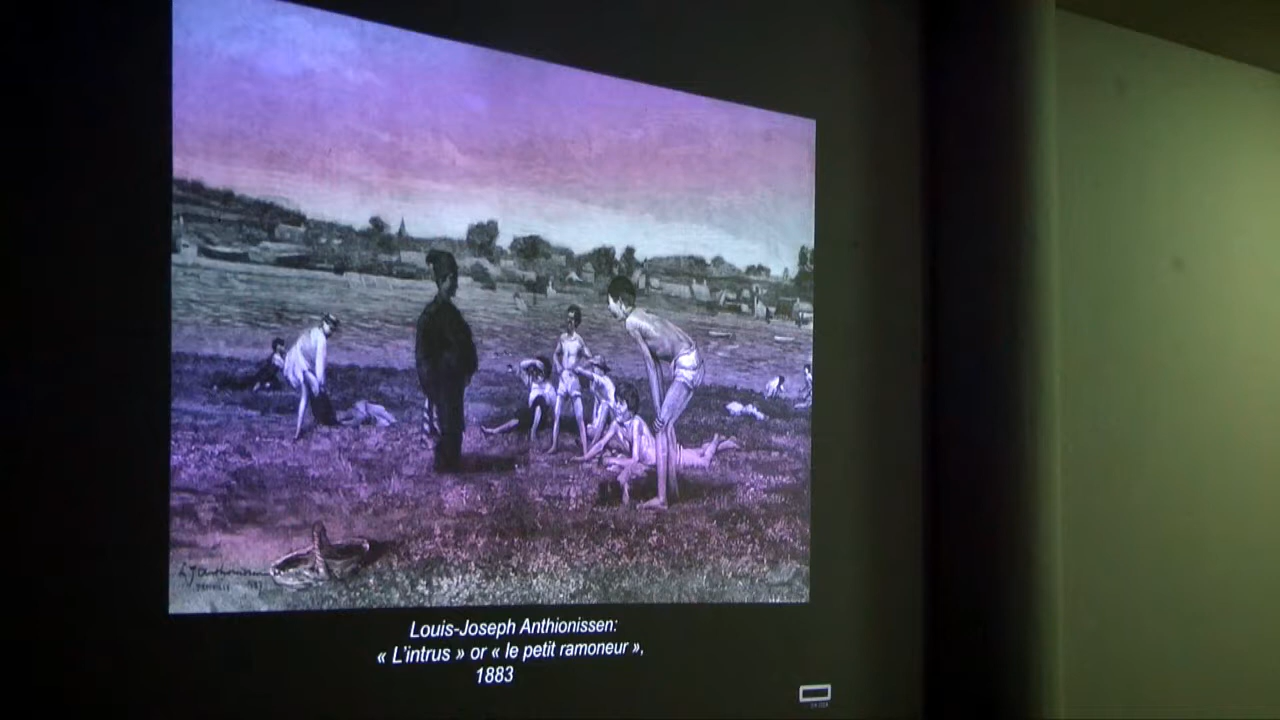 Louis-Joseph Anthionissen:
« L'intrus » or « le petit ramoneur »,
1883